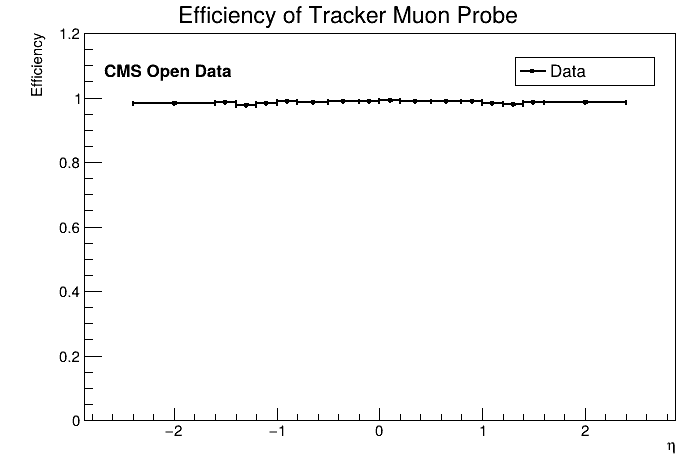 Efficiency of Tracker Muon Probe
Efficiency
CMS Open Data
Data
1.2
1
0.8
0.6
0.4
0.2
0
−2 −1 0 1 2
η